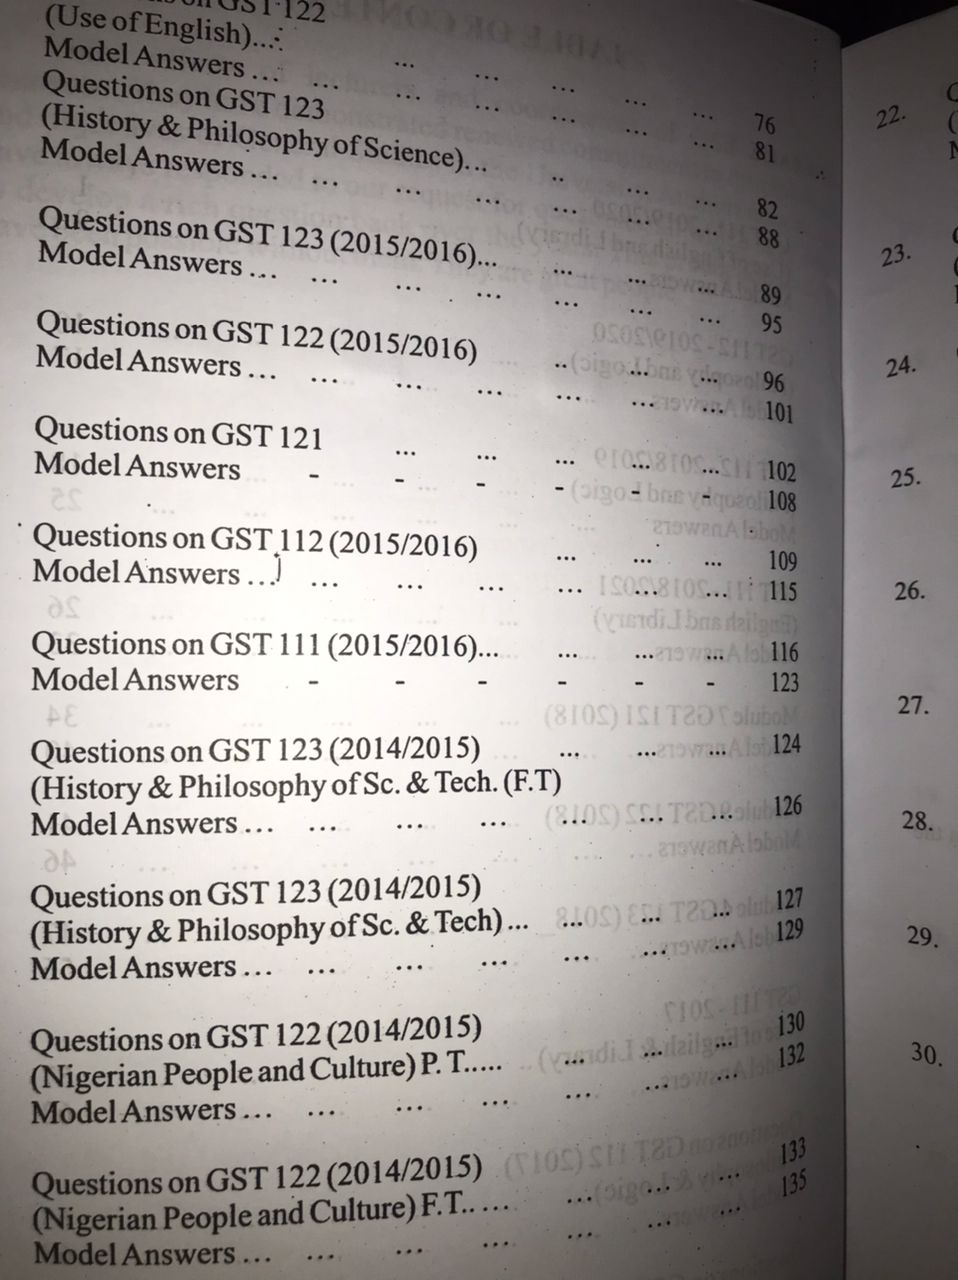 on GST 122
(Use of English)... ... ... ... ... ... 76
Model Answers ... ... ... ... ... ... ... 81
Questions on GST 123
(History & Philosophy of Science)... .. ... ... 82
Model Answers ... ... ... ... ... ... ... 88
Questions on GST 123 (2015/2016)... ... ... ... 89
Model Answers ... ... ... ... ... ... ... 95
Questions on GST 122 (2015/2016) .. ... ... 96
Model Answers ... ... ... ... ... ... ... 101
Questions on GST 121 ... ... ... ... ... 102
Model Answers - - - - - - 108
Questions on GST 112 (2015/2016) ... ... ... 109
Model Answers ... ... ... ... ... ... ... 115
Questions on GST 111 (2015/2016)... ... ... ... 116
Model Answers - - - - - - 123
Questions on GST 123 (2014/2015) ... ... ... 124
(History & Philosophy of Sc. & Tech. (F.T)
Model Answers ... ... ... ... ... ... ... 126
Questions on GST 123 (2014/2015)
(History & Philosophy of Sc. & Tech) ... ... ... ... 127
Model Answers ... ... ... ... ... ... ... 129
Questions on GST 122 (2014/2015)
(Nigerian People and Culture) P. T..... ... ... ... 130
Model Answers ... ... ... ... ... ... ... 132
Questions on GST 122 (2014/2015)
(Nigerian People and Culture) F.T.. ... ... ... ... 133
Model Answers ... ... ... ... ... ... ... 135
22.
23.
24.
25.
26.
27.
28.
29.
30.